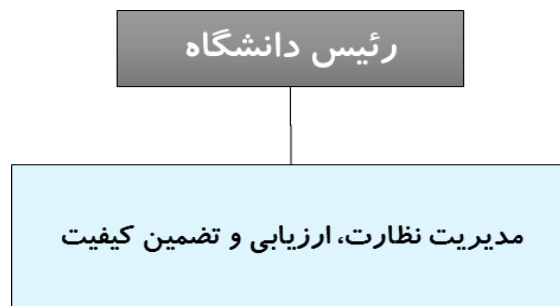 رئیس دانشگاه
مدیریت نظارت، ارزیابی و تضمین کیفیت